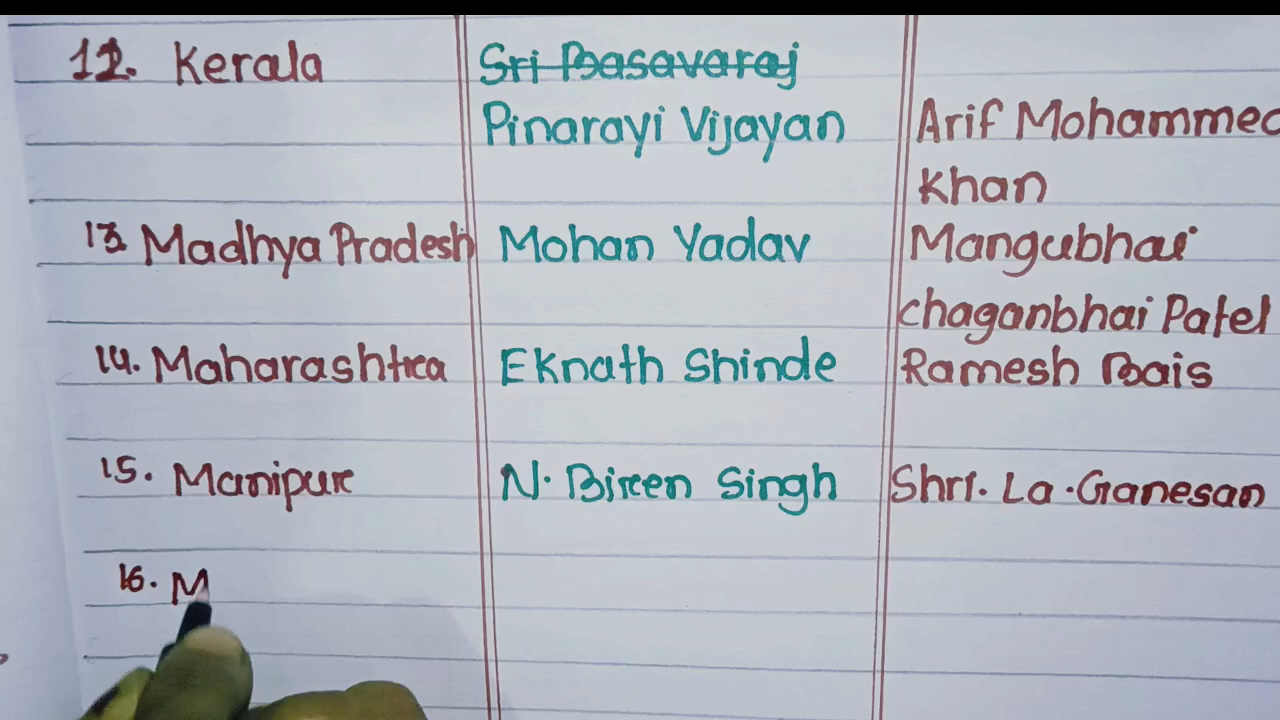 12. Kerala Sri Basavaraj
Pinarayi Vijayan Arif Mohammed
Khan
13. Madhya Pradesh Mohan Yadav Mangubhai
chaganbhai Patel
14. Maharashtra Eknath Shinde Ramesh Bais
15. Manipur N. Bireen Singh Shri. La. Ganesan
16. M